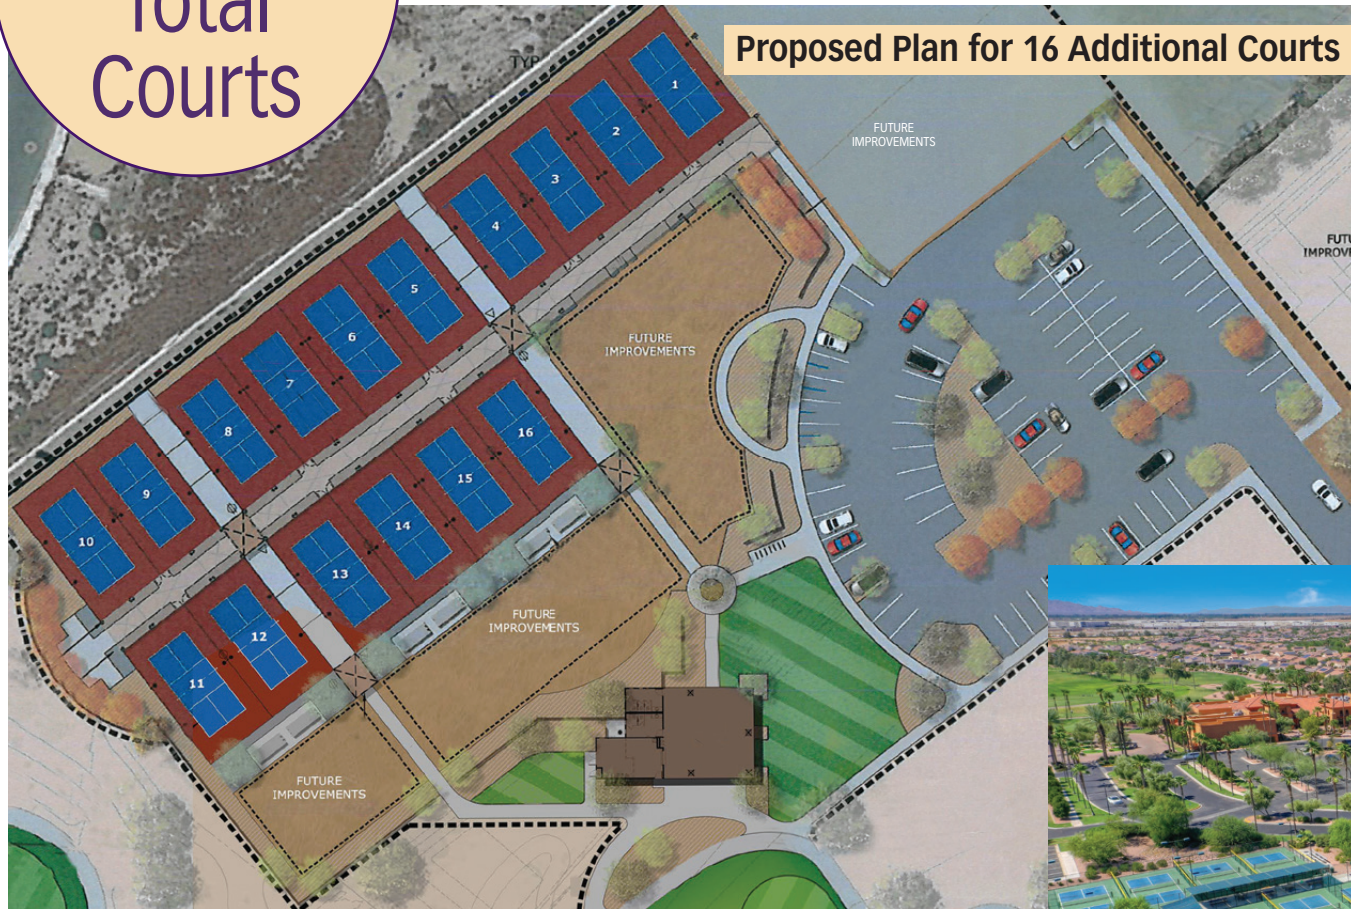 Total
Courts
Proposed Plan for 16 Additional Courts
TYP
FUTURE
IMPROVEMENTS
1
2
3
4
5
6
7
8
9
10
11
12
13
14
15
16
FUTURE
IMPROVEMENTS
FUTURE
IMPROVEMENTS
FUTURE
IMPROVEMENTS